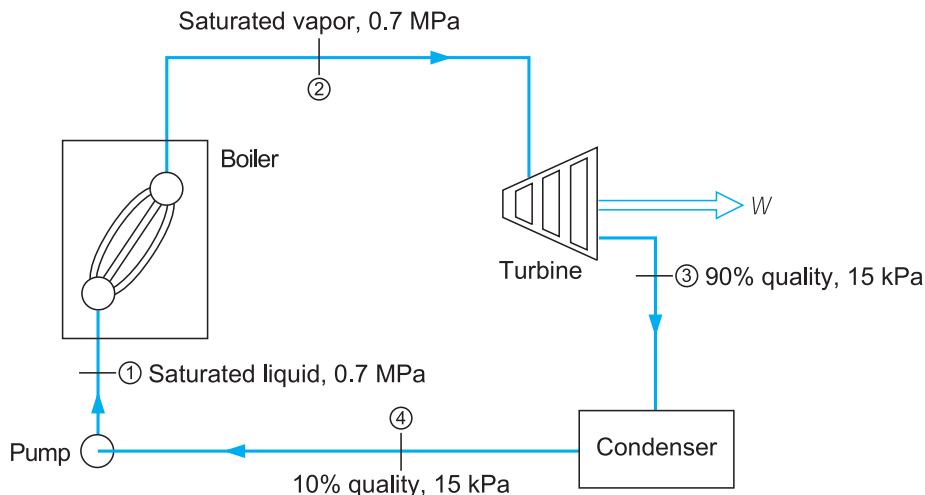 Saturated vapor, 0.7 MPa
②
Boiler
W
Turbine
③ 90% quality, 15 kPa
① Saturated liquid, 0.7 MPa
④
Condenser
Pump
10% quality, 15 kPa